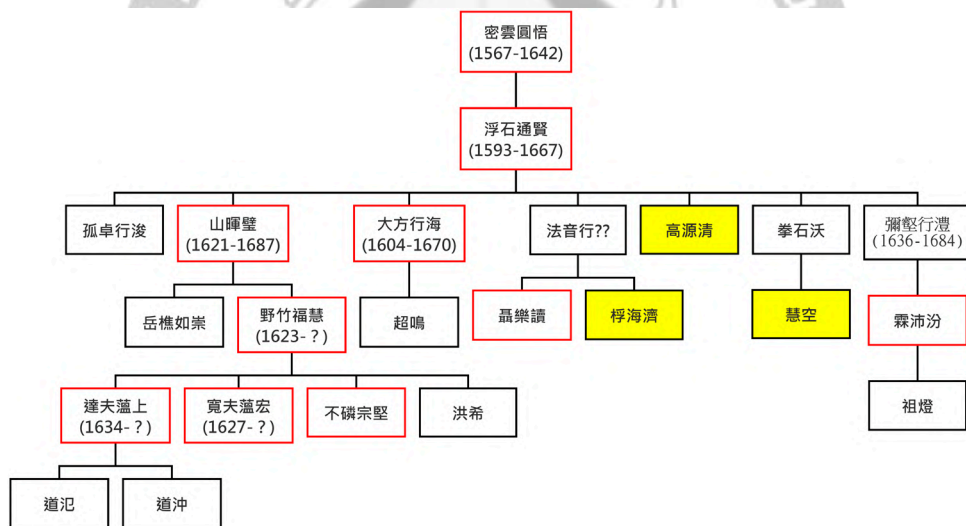 密雲圓悟
(1567-1642)
浮石通賢
(1593-1667)
孤卓行浚
山暉璧
(1621-1687)
大方行海
(1604-1670)
法音行??
高源清
拳石沃
彌壑行澧
(1636-1684)
岳樵如崇
野竹福慧
(1623-？)
超鳴
聶樂讀
桴海濟
慧空
霖沛汾
達夫薀上
(1634-？)
寬夫薀宏
(1627-？)
不磷宗堅
洪希
祖燈
道氾
道沖